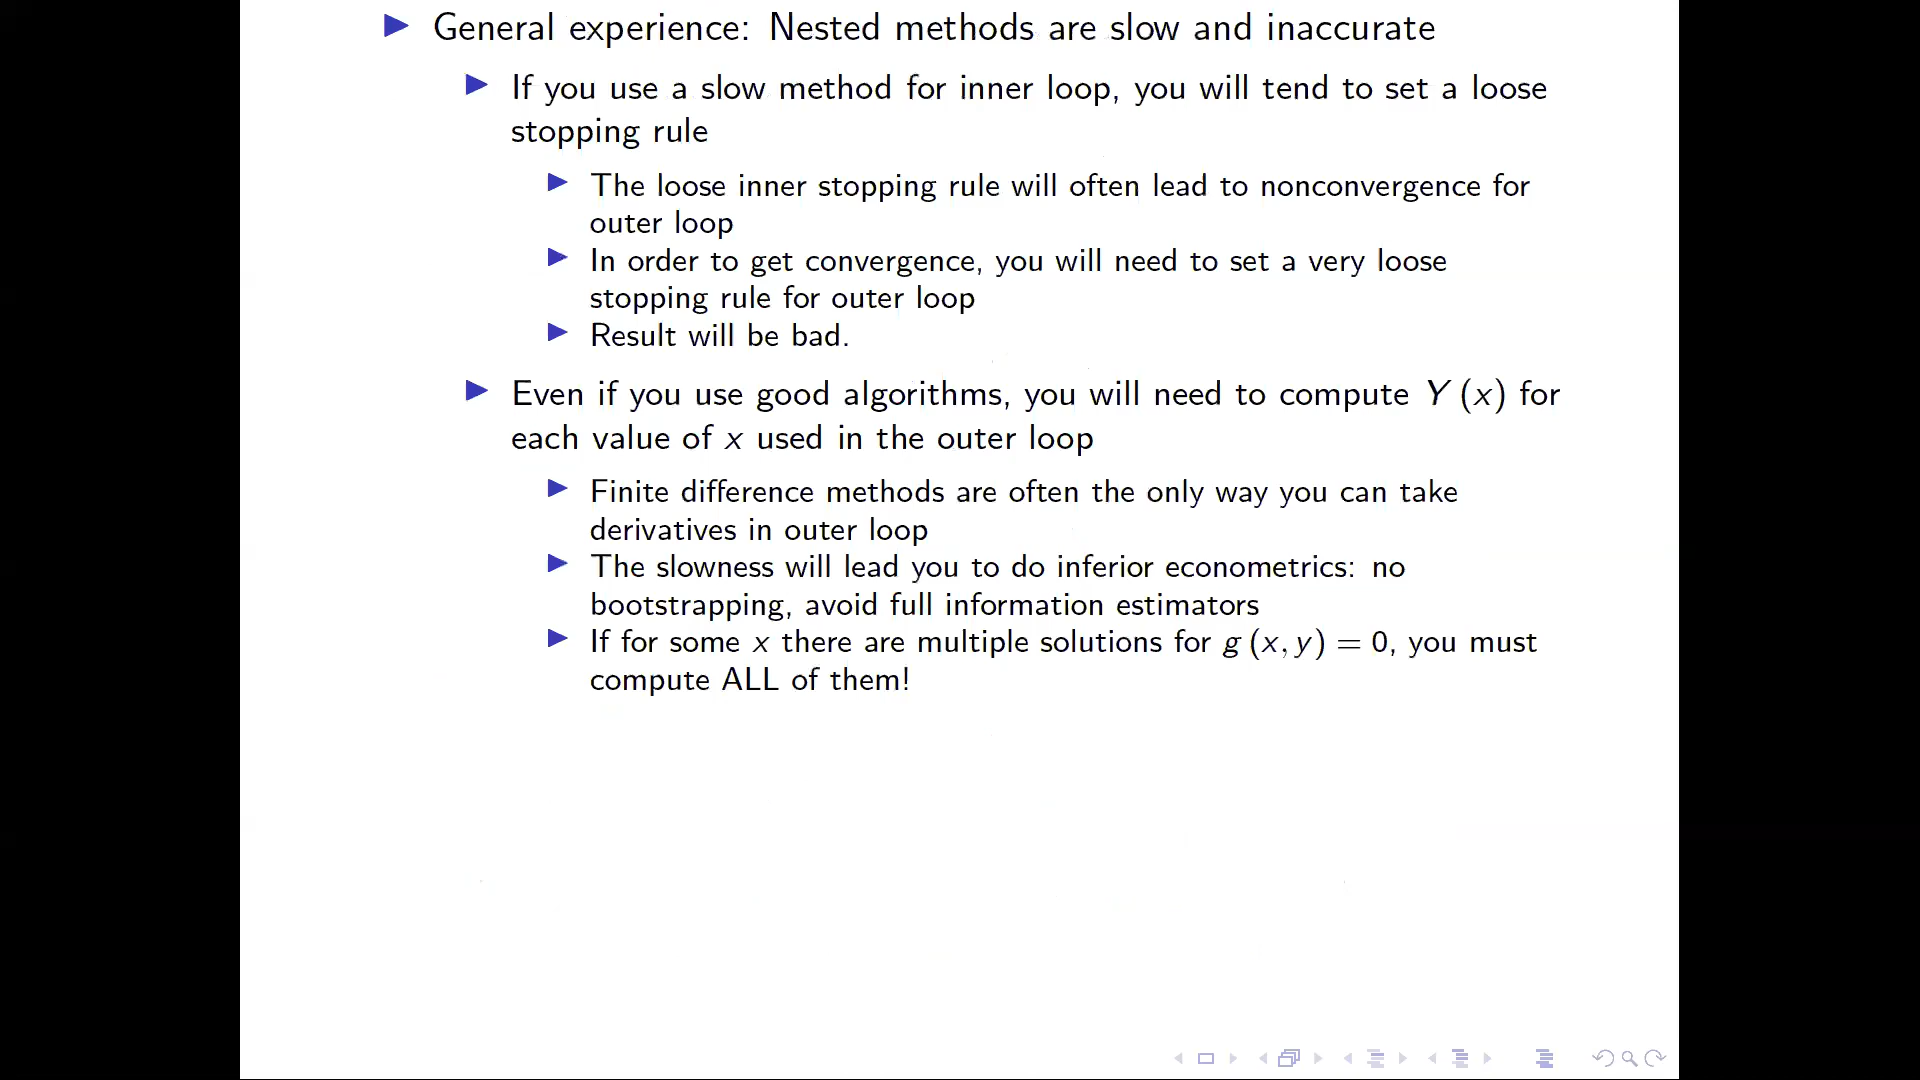 General experience: Nested methods are slow and inaccurate
If you use a slow method for inner loop, you will tend to set a loose
stopping rule
The loose inner stopping rule will often lead to nonconvergence for
outer loop
In order to get convergence, you will need to set a very loose
stopping rule for outer loop
Result will be bad.
Even if you use good algorithms, you will need to compute Y (x) for
each value of x used in the outer loop
Finite difference methods are often the only way you can take
derivatives in outer loop
The slowness will lead you to do inferior econometrics: no
bootstrapping, avoid full information estimators
If for some x there are multiple solutions for g (x, y) = 0, you must
compute ALL of them!